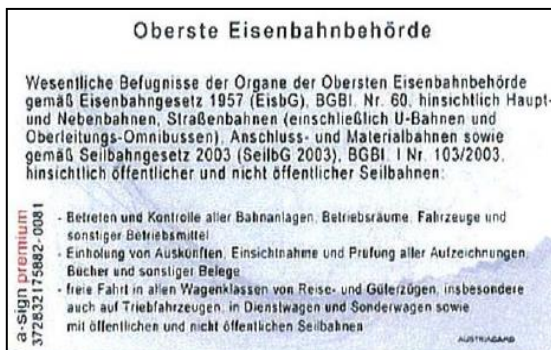 Oberste Eisenbahnbehörde
Wesentliche Befugnisse der Organe der Obersten Eisenbahnbehörde
gemäß Eisenbahngesetz 1957 (EisbG), BGBl. Nr. 60, hinsichtlich Haupt-
und Nebenbahnen, Straßenbahnen (einschließlich U-Bahnen und
Oberleitungs-Omnibussen), Anschluss- und Materialbahnen sowie
gemäß Seilbahngesetz 2003 (SeilbG 2003), BGBl. I Nr. 103/2003,
hinsichtlich öffentlicher und nicht öffentlicher Seilbahnen:
- Betreten und Kontrolle aller Bahnanlagen, Betriebsräume, Fahrzeuge und
sonstiger Betriebsmittel
- Einholung von Auskünften, Einsichtnahme und Prüfung aller Aufzeichnungen,
Bücher und sonstiger Belege
- freie Fahrt in allen Wagenklassen von Reise- und Güterzügen, insbesondere
auch auf Triebfahrzeugen, in Dienstwagen und Sonderwagen sowie
mit öffentlichen und nicht öffentlichen Seilbahnen
a-sign premium
372832175882-0081
AUSTRIACARD